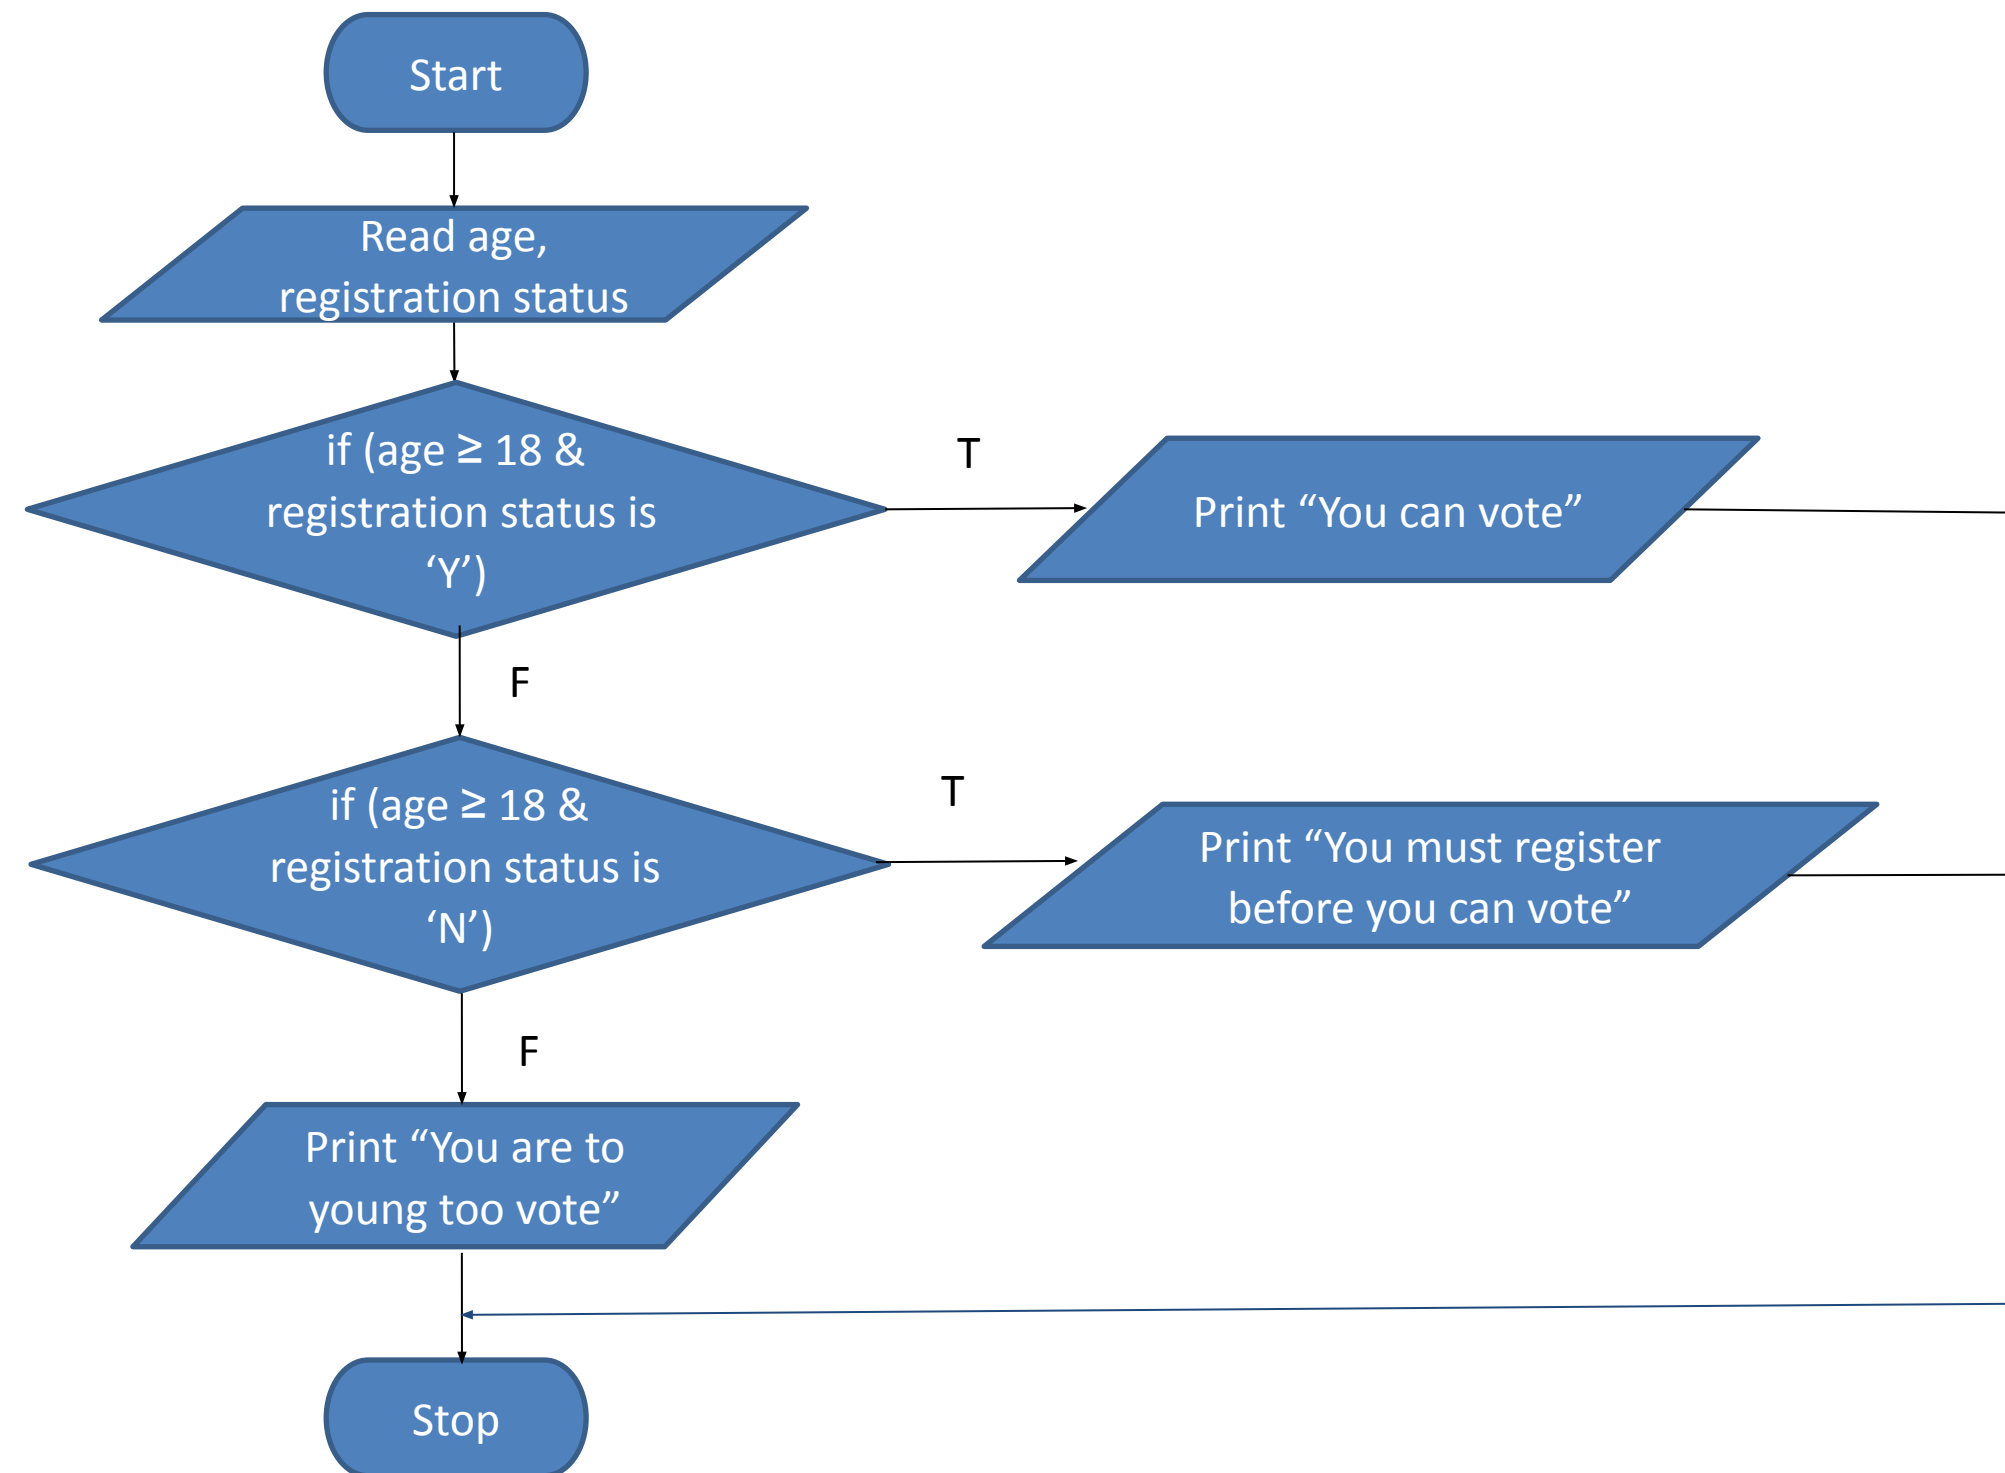 Start
Read age,
registration status
if (age ≥ 18 &
registration status is
‘Y’)
T
Print “You can vote”
F
if (age ≥ 18 &
registration status is
‘N’)
T
Print “You must register
before you can vote”
F
Print “You are to
young too vote”
Stop